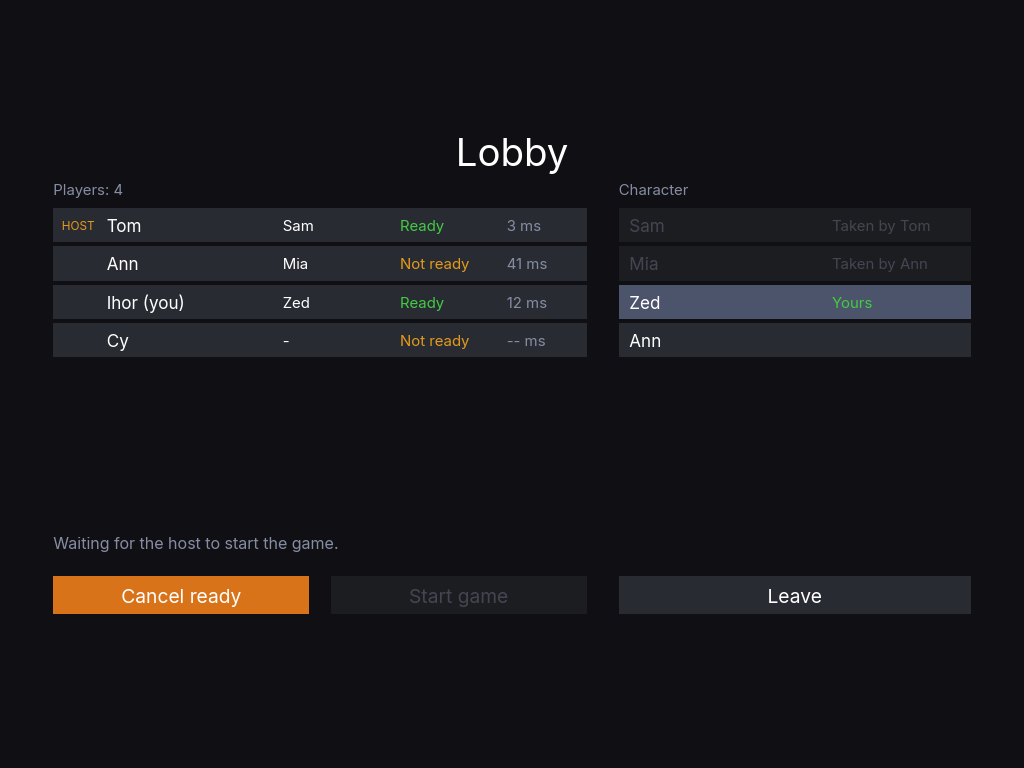 Lobby
Players: 4
Character
HOST Tom Sam Ready 3 ms
Ann Mia Not ready 41 ms
Ihor (you) Zed Ready 12 ms
Cy - Not ready -- ms
Sam Taken by Tom
Mia Taken by Ann
Zed Yours
Ann
Waiting for the host to start the game.
Cancel ready
Start game
Leave